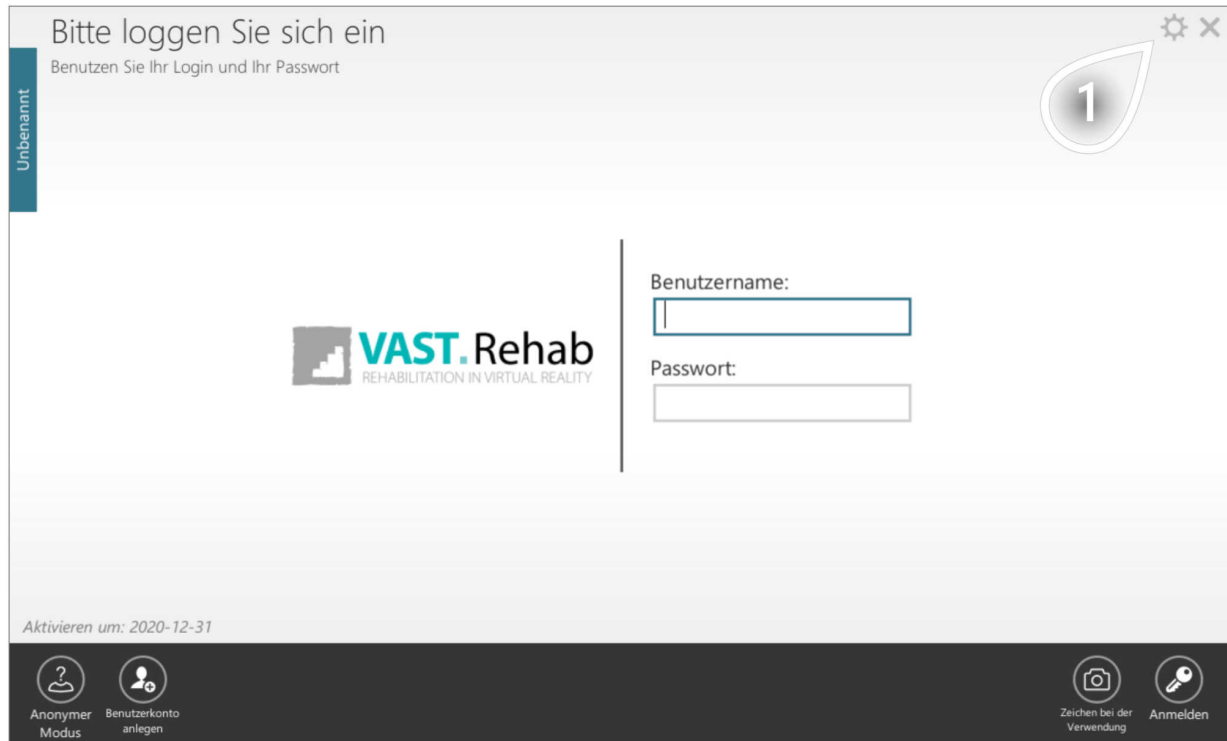 Bitte loggen Sie sich ein
Benutzen Sie Ihr Login und Ihr Passwort
1
Unbenannt
Benutzername:
VAST.Rehab
REHABILITATION IN VIRTUAL REALITY
Passwort:
Aktivieren um: 2020-12-31
Anonymer
Modus
Benutzerkonto
anlegen
Zeichen bei der
Verwendung
Anmelden